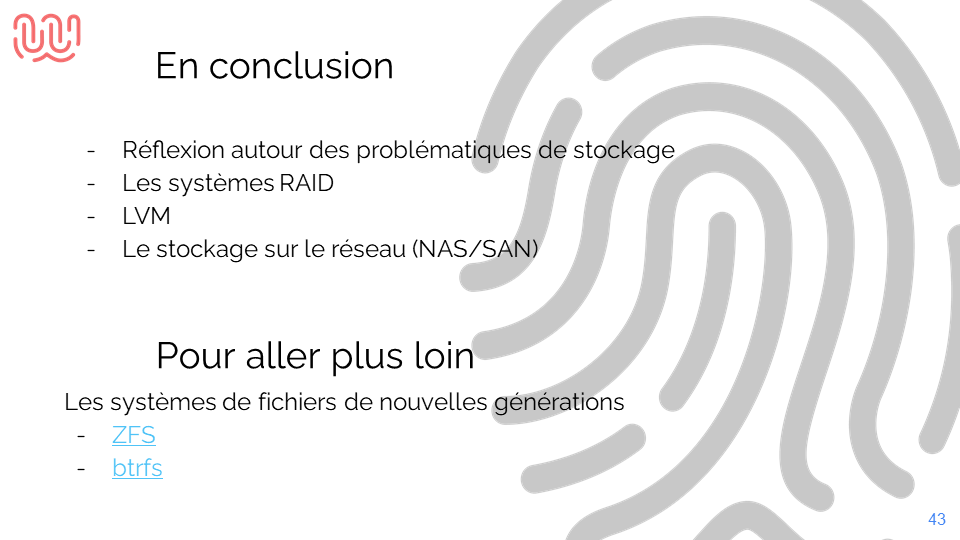 En conclusion
- Réflexion autour des problématiques de stockage
- Les systèmes RAID
- LVM
- Le stockage sur le réseau (NAS/SAN)
Pour aller plus loin
Les systèmes de fichiers de nouvelles générations
- ZFS
- btrfs
43